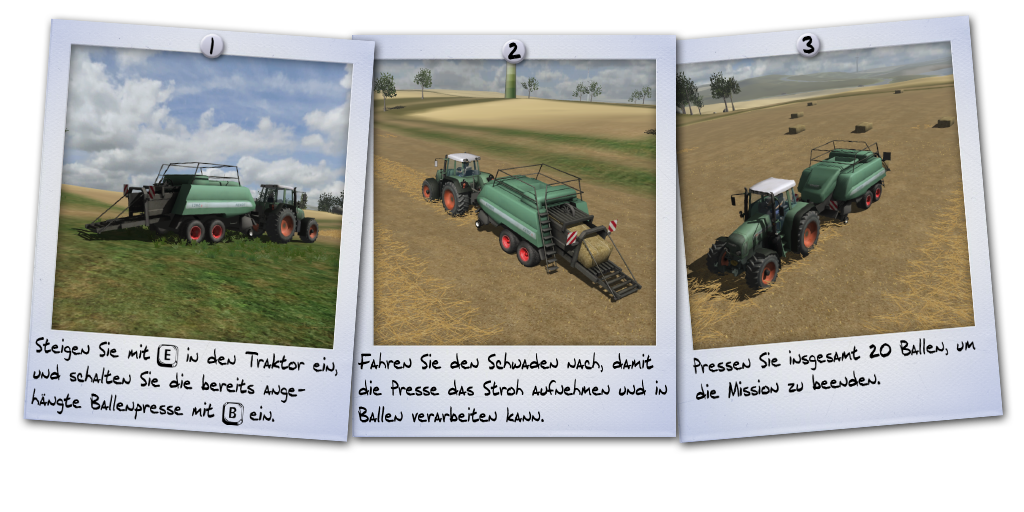 1
Steigen Sie mit E in den Traktor ein,
und schalten Sie die bereits ange-
hängte Ballenpresse mit B ein.
2
Fahren Sie den Schwaden nach, damit
die Presse das Stroh aufnehmen und in
Ballen verarbeiten kann.
3
Pressen Sie insgesamt 20 Ballen, um
die Mission zu beenden.